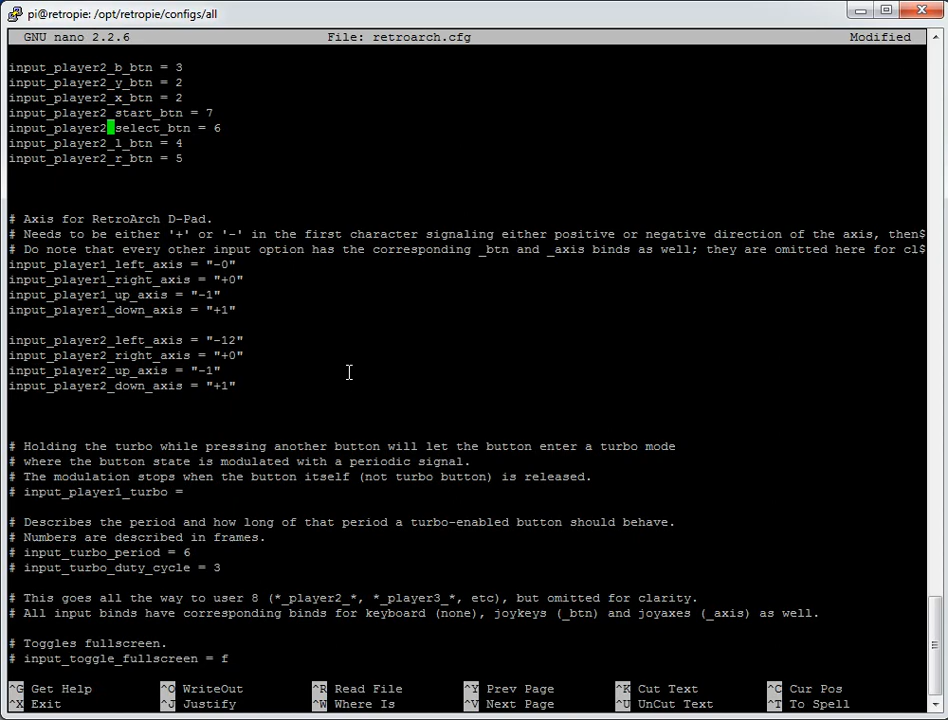 pi@retropie: /opt/retropie/configs/all
GNU nano 2.2.6 File: retroarch.cfg Modified
input_player2_b_btn = 3
input_player2_y_btn = 2
input_player2_x_btn = 2
input_player2_start_btn = 7
input_player2_select_btn = 6
input_player2_l_btn = 4
input_player2_r_btn = 5
# Axis for RetroArch D-Pad.
# Needs to be either '+' or '-' in the first character signaling either positive or negative direction of the axis, then$
# Do note that every other input option has the corresponding _btn and _axis binds as well; they are omitted here for cl$
input_player1_left_axis = "-0"
input_player1_right_axis = "+0"
input_player1_up_axis = "-1"
input_player1_down_axis = "+1"
input_player2_left_axis = "-12"
input_player2_right_axis = "+0"
input_player2_up_axis = "-1"
input_player2_down_axis = "+1"
# Holding the turbo while pressing another button will let the button enter a turbo mode
# where the button state is modulated with a periodic signal.
# The modulation stops when the button itself (not turbo button) is released.
# input_player1_turbo =
# Describes the period and how long of that period a turbo-enabled button should behave.
# Numbers are described in frames.
# input_turbo_period = 6
# input_turbo_duty_cycle = 3
# This goes all the way to user 8 (*_player2_*, *_player3_*, etc), but omitted for clarity.
# All input binds have corresponding binds for keyboard (none), joykeys (_btn) and joyaxes (_axis) as well.
# Toggles fullscreen.
# input_toggle_fullscreen = f
^G Get Help ^O WriteOut ^R Read File ^Y Prev Page ^K Cut Text ^C Cur Pos
^X Exit ^J Justify ^W Where Is ^V Next Page ^U UnCut Text ^T To Spell